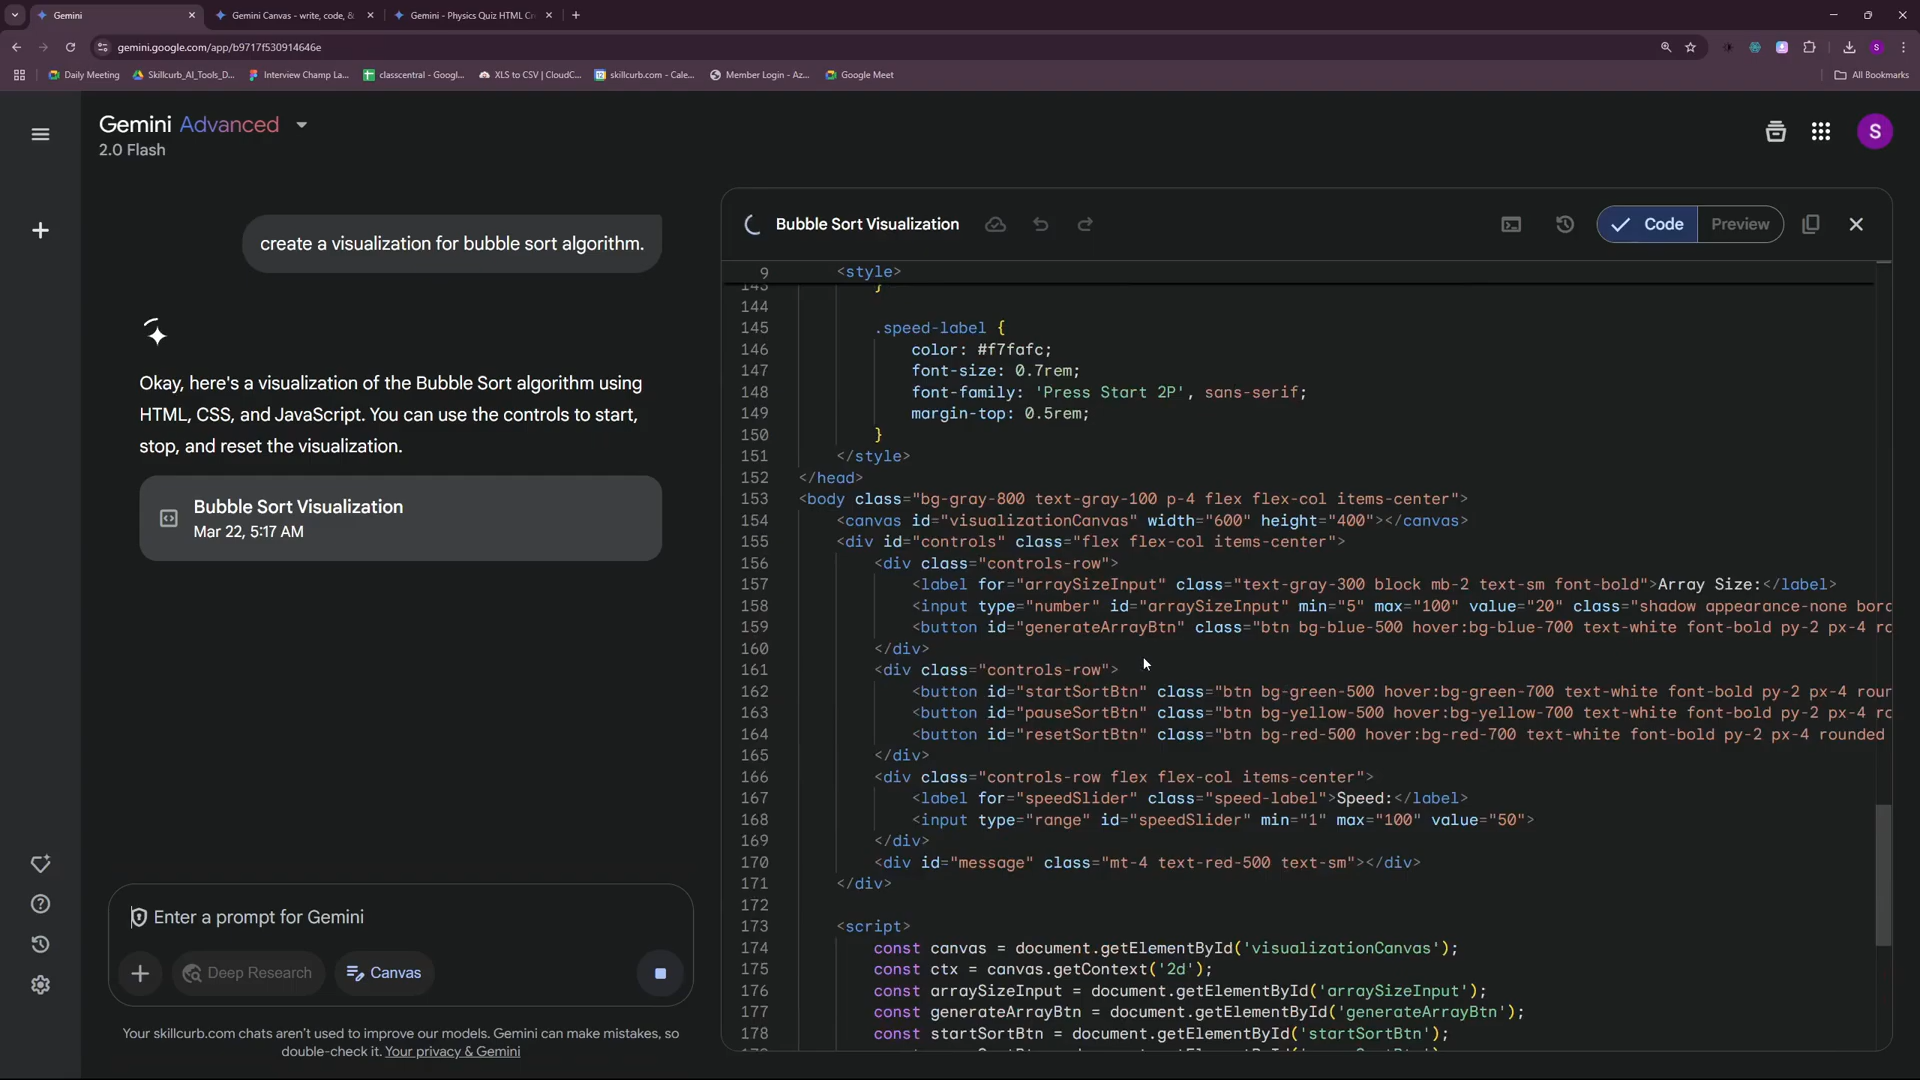 Gemini
Gemini Canvas - write, code, &
Gemini - Physics Quiz HTML Cr
gemini.google.com/app/b9717f530914646e
Daily Meeting
Skillcurb_AI_Tools_D...
Interview Champ La...
classcentral - Googl...
XLS to CSV | CloudC...
skillcurb.com - Cale...
Member Login - Az...
Google Meet
All Bookmarks
Gemini Advanced
2.0 Flash
S
create a visualization for bubble sort algorithm.
Okay, here's a visualization of the Bubble Sort algorithm using
HTML, CSS, and JavaScript. You can use the controls to start,
stop, and reset the visualization.
Bubble Sort Visualization
Mar 22, 5:17 AM
Enter a prompt for Gemini
Deep Research
Canvas
Your skillcurb.com chats aren't used to improve our models. Gemini can make mistakes, so
double-check it. Your privacy & Gemini
Bubble Sort Visualization
Code
Preview
9 <style>
143 }
144
145 .speed-label {
146 color: #f7fafc;
147 font-size: 0.7rem;
148 font-family: 'Press Start 2P', sans-serif;
149 margin-top: 0.5rem;
150 }
151 </style>
152 </head>
153 <body class="bg-gray-800 text-gray-100 p-4 flex flex-col items-center">
154 <canvas id="visualizationCanvas" width="600" height="400"></canvas>
155 <div id="controls" class="flex flex-col items-center">
156 <div class="controls-row">
157 <label for="arraySizeInput" class="text-gray-300 block mb-2 text-sm font-bold">Array Size:</label>
158 <input type="number" id="arraySizeInput" min="5" max="100" value="20" class="shadow appearance-none borc
159 <button id="generateArrayBtn" class="btn bg-blue-500 hover:bg-blue-700 text-white font-bold py-2 px-4 rc
160 </div>
161 <div class="controls-row">
162 <button id="startSortBtn" class="btn bg-green-500 hover:bg-green-700 text-white font-bold py-2 px-4 rour
163 <button id="pauseSortBtn" class="btn bg-yellow-500 hover:bg-yellow-700 text-white font-bold py-2 px-4 rc
164 <button id="resetSortBtn" class="btn bg-red-500 hover:bg-red-700 text-white font-bold py-2 px-4 rounded
165 </div>
166 <div class="controls-row flex flex-col items-center">
167 <label for="speedSlider" class="speed-label">Speed:</label>
168 <input type="range" id="speedSlider" min="1" max="100" value="50">
169 </div>
170 <div id="message" class="mt-4 text-red-500 text-sm"></div>
171 </div>
172
173 <script>
174 const canvas = document.getElementById('visualizationCanvas');
175 const ctx = canvas.getContext('2d');
176 const arraySizeInput = document.getElementById('arraySizeInput');
177 const generateArrayBtn = document.getElementById('generateArrayBtn');
178 const startSortBtn = document.getElementById('startSortBtn');